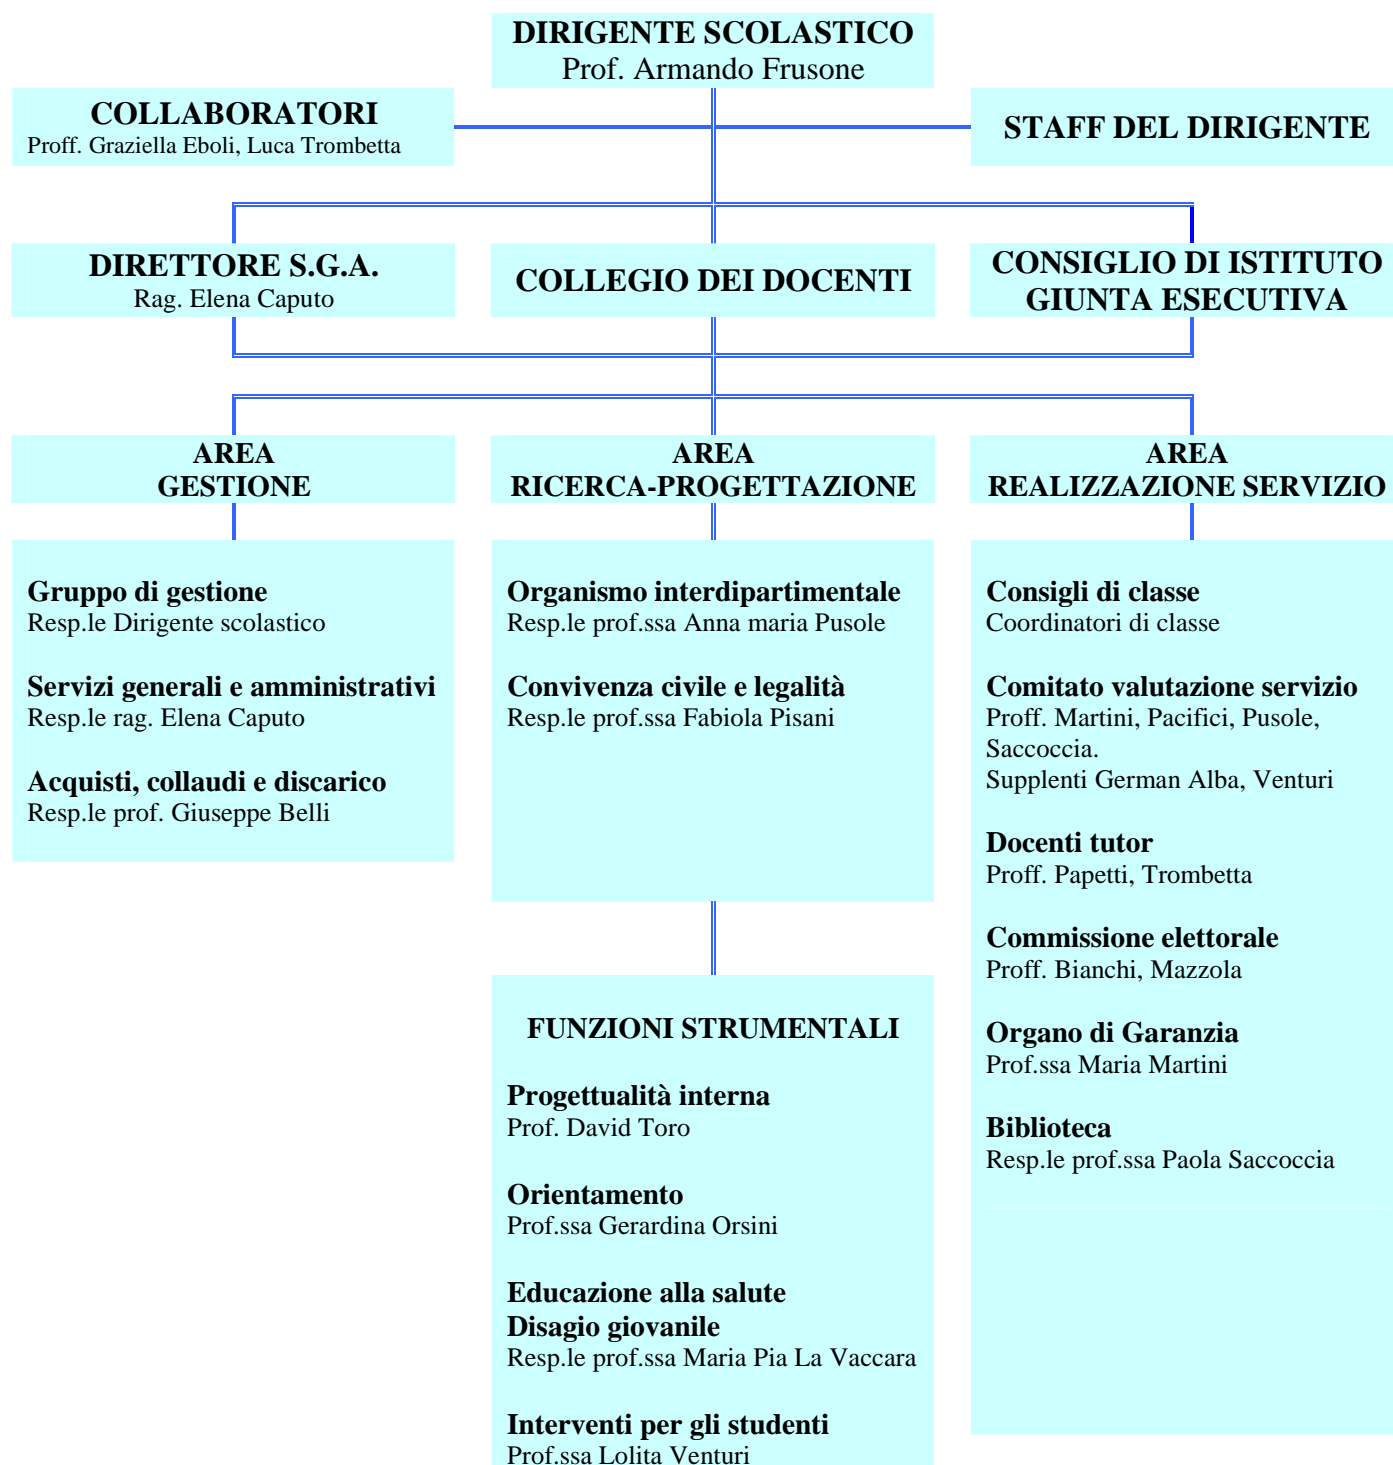 DIRIGENTE SCOLASTICO
Prof. Armando Frusone
COLLABORATORI
Proff. Graziella Eboli, Luca Trombetta
STAFF DEL DIRIGENTE
DIRETTORE S.G.A.
Rag. Elena Caputo
COLLEGIO DEI DOCENTI
CONSIGLIO DI ISTITUTO
GIUNTA ESECUTIVA
AREA
GESTIONE
AREA
RICERCA-PROGETTAZIONE
AREA
REALIZZAZIONE SERVIZIO
Gruppo di gestione
Resp.le Dirigente scolastico
Servizi generali e amministrativi
Resp.le rag. Elena Caputo
Acquisti, collaudi e discarico
Resp.le prof. Giuseppe Belli
Organismo interdipartimentale
Resp.le prof.ssa Anna maria Pusole
Convivenza civile e legalità
Resp.le prof.ssa Fabiola Pisani
FUNZIONI STRUMENTALI
Progettualità interna
Prof. David Toro
Orientamento
Prof.ssa Gerardina Orsini
Educazione alla salute
Disagio giovanile
Resp.le prof.ssa Maria Pia La Vaccara
Interventi per gli studenti
Prof.ssa Lolita Venturi
Consigli di classe
Coordinatori di classe
Comitato valutazione servizio
Proff. Martini, Pacifici, Pusole,
Saccoccia.
Supplenti German Alba, Venturi
Docenti tutor
Proff. Papetti, Trombetta
Commissione elettorale
Proff. Bianchi, Mazzola
Organo di Garanzia
Prof.ssa Maria Martini
Biblioteca
Resp.le prof.ssa Paola Saccoccia